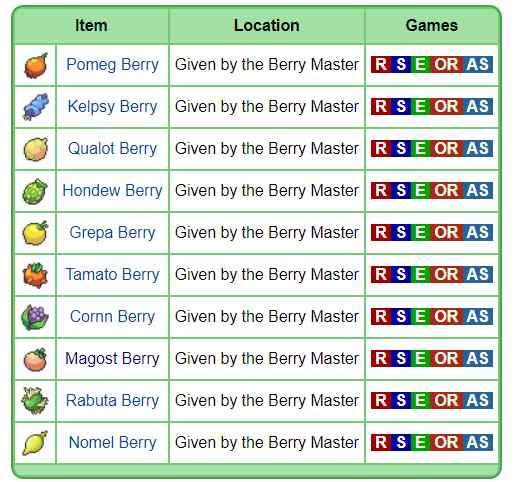 Item Location Games
Pomeg Berry Given by the Berry Master R S E OR AS
Kelpsy Berry Given by the Berry Master R S E OR AS
Qualot Berry Given by the Berry Master R S E OR AS
Hondew Berry Given by the Berry Master R S E OR AS
Grepa Berry Given by the Berry Master R S E OR AS
Tamato Berry Given by the Berry Master R S E OR AS
Cornn Berry Given by the Berry Master R S E OR AS
Magost Berry Given by the Berry Master R S E OR AS
Rabuta Berry Given by the Berry Master R S E OR AS
Nomel Berry Given by the Berry Master R S E OR AS